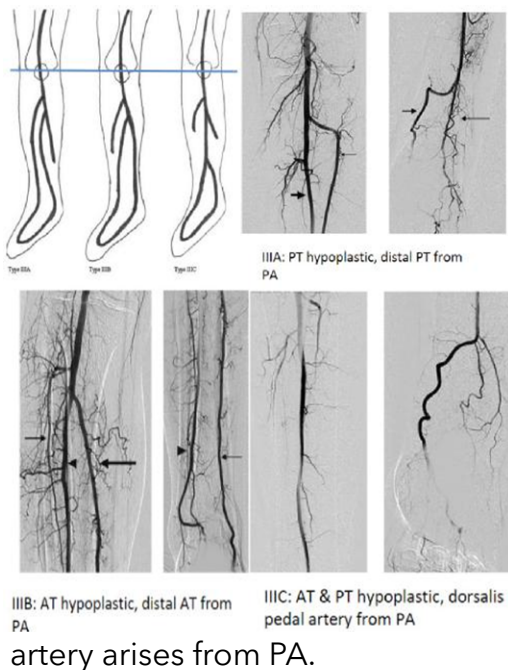 Type IIIA Type IIIB Type IIIC
IIIA: PT hypoplastic, distal PT from
PA
IIIB: AT hypoplastic, distal AT from
PA
IIIC: AT & PT hypoplastic, dorsalis
pedal artery from PA
artery arises from PA.